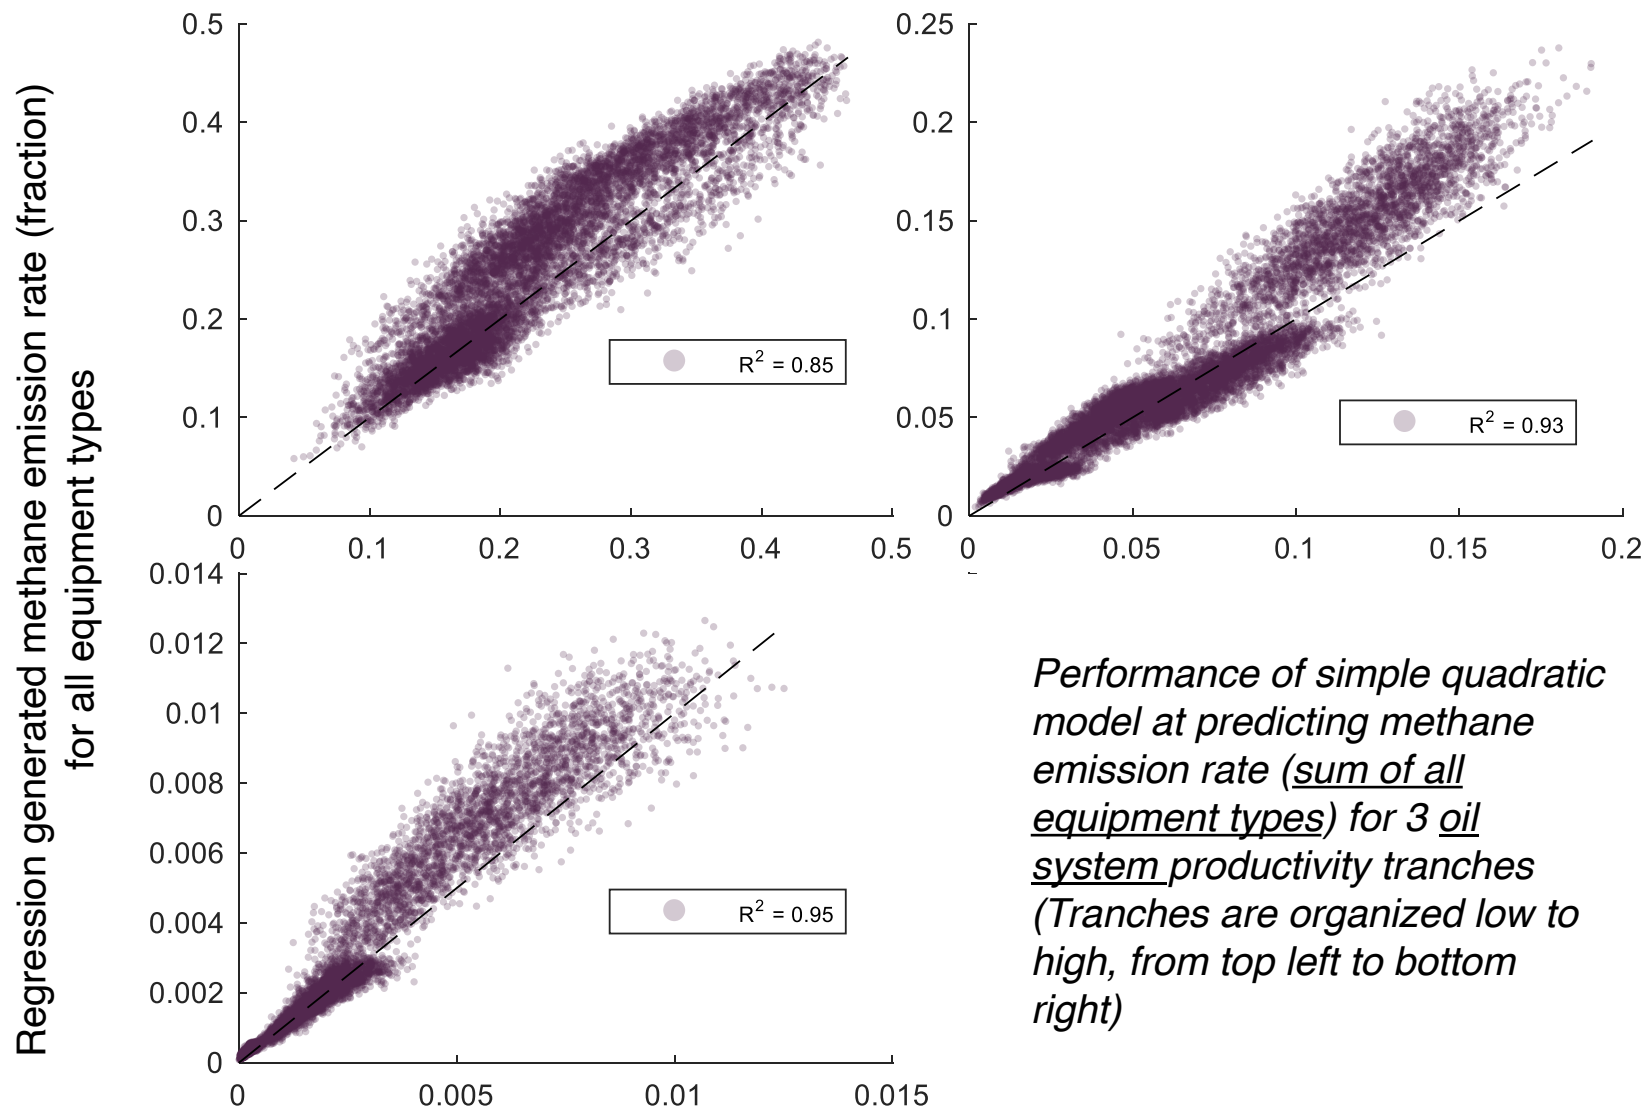 Regression generated methane emission rate (fraction)
for all equipment types
0.5
0.4
0.3
0.2
0.1
0
0
0.1
0.2
0.3
0.4
0.5
R² = 0.85
0.25
0.2
0.15
0.1
0.05
0
0
0.05
0.1
0.15
0.2
R² = 0.93
0.014
0.012
0.01
0.008
0.006
0.004
0.002
0
0
0.005
0.01
0.015
R² = 0.95
Performance of simple quadratic
model at predicting methane
emission rate (sum of all
equipment types) for 3 oil
system productivity tranches
(Tranches are organized low to
high, from top left to bottom
right)